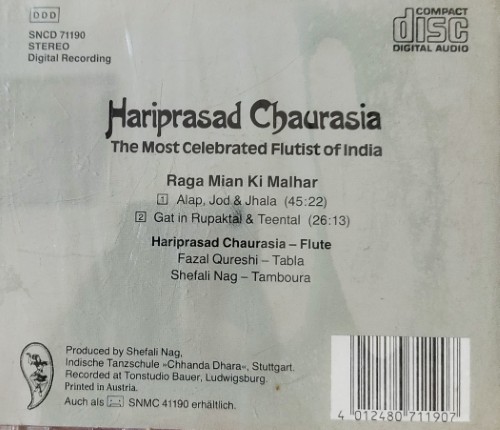 DDD
COMPACT
disc
DIGITAL AUDIO
SNCD 71190
STEREO
Digital Recording
Hariprasad Chaurasia
The Most Celebrated Flutist of India
Raga Mian Ki Malhar
1 Alap, Jod & Jhala (45:22)
2 Gat in Rupaktal & Teental (26:13)
Hariprasad Chaurasia – Flute
Fazal Qureshi – Tabla
Shefali Nag – Tamboura
Produced by Shefali Nag,
Indische Tanzschule »Chhanda Dhara«, Stuttgart.
Recorded at Tonstudio Bauer, Ludwigsburg.
Printed in Austria.
Auch als SNMC 41190 erhältlich.
4 012480 711907